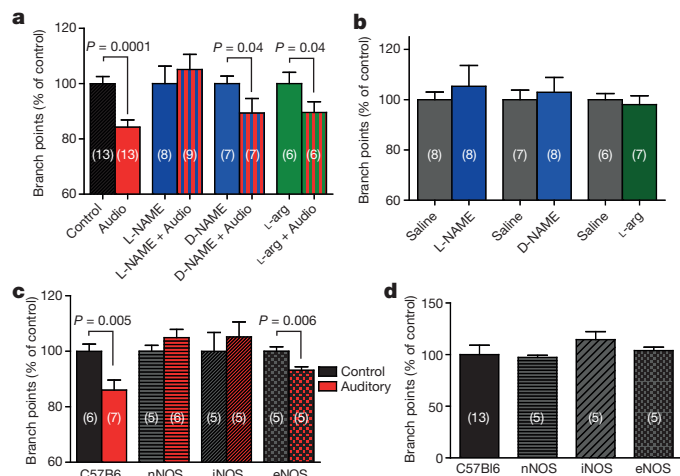 a
Branch points (% of control)
120
100
80
60
P = 0.0001
P = 0.04
P = 0.04
(13)
(13)
(8)
(9)
(7)
(7)
(6)
(6)
Control
Audio
L-NAME
L-NAME + Audio
D-NAME
D-NAME + Audio
L-arg
L-arg + Audio
b
Branch points (% of control)
120
100
80
60
(8)
(8)
(7)
(8)
(6)
(7)
Saline
L-NAME
Saline
D-NAME
Saline
L-arg
c
Branch points (% of control)
120
100
80
60
P = 0.005
P = 0.006
Control
Auditory
(6)
(7)
(5)
(6)
(5)
(5)
(5)
(5)
C57B6
nNOS
iNOS
eNOS
d
Branch points (% of control)
150
100
50
0
(13)
(5)
(5)
(5)
C57Bl6
nNOS
iNOS
eNOS